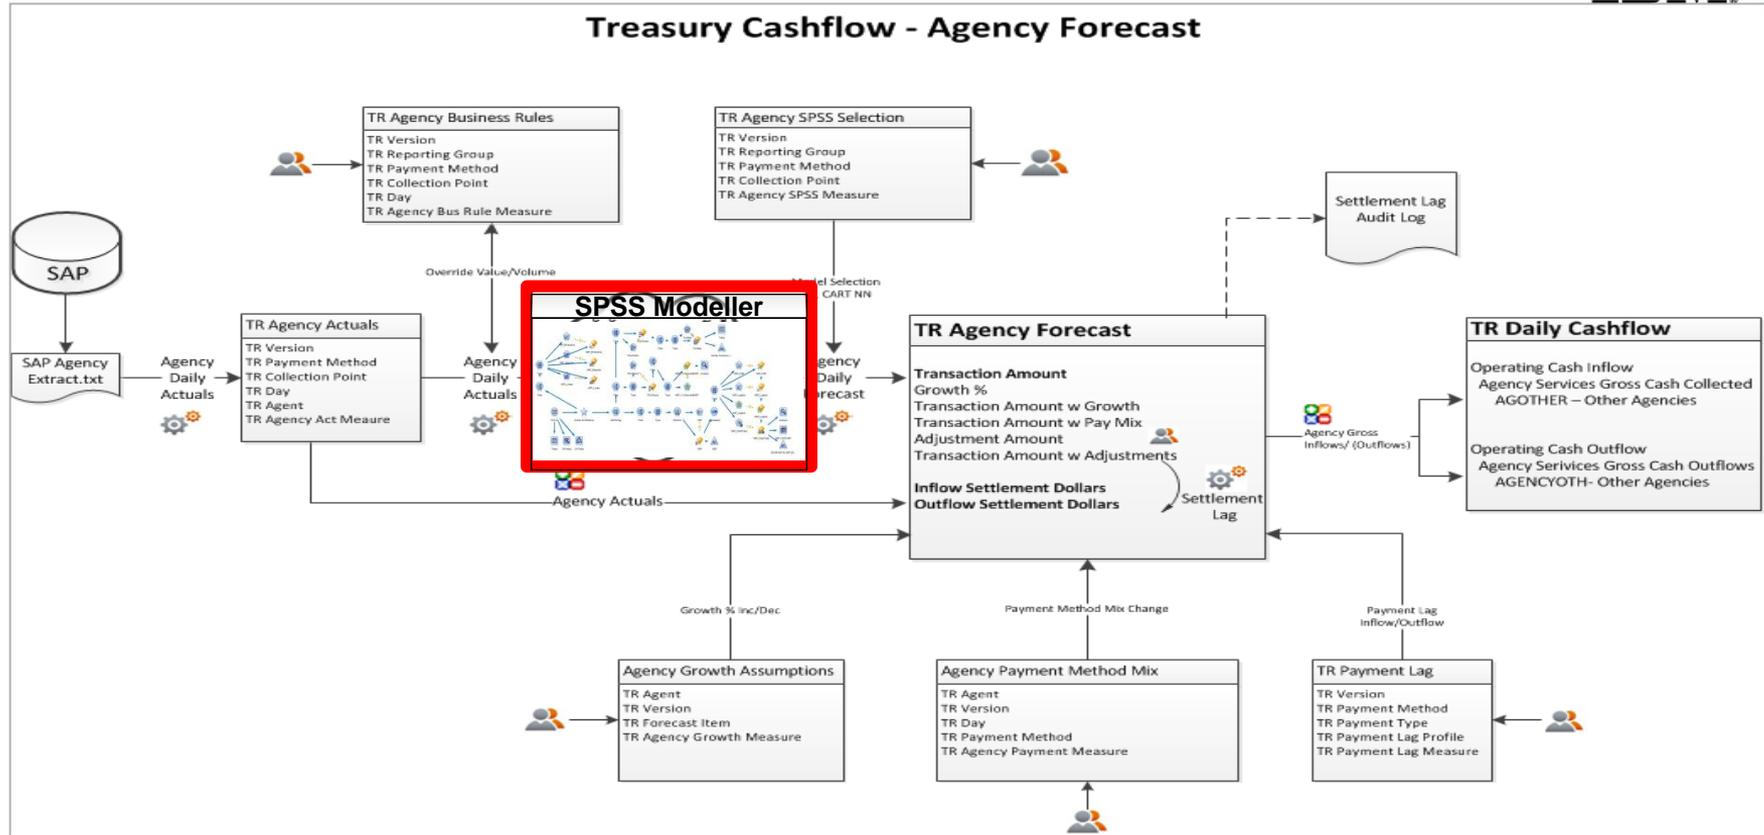 Treasury Cashflow - Agency Forecast
TR Agency Business Rules
TR Version
TR Reporting Group
TR Payment Method
TR Collection Point
TR Day
TR Agency Bus Rule Measure
TR Agency SPSS Selection
TR Version
TR Reporting Group
TR Payment Method
TR Collection Point
TR Agency SPSS Measure
Settlement Lag
Audit Log
SAP
Override Value/Volume
Selection
CART NN
SPSS Modeller
SAP Agency
Extract.txt
Agency
Daily
Actuals
TR Agency Actuals
TR Version
TR Payment Method
TR Collection Point
TR Day
TR Agent
TR Agency Act Meaure
Agency
Daily
Actuals
Daily
TR Agency Forecast
Transaction Amount
Growth %
Transaction Amount w Growth
Transaction Amount w Pay Mix
Adjustment Amount
Transaction Amount w Adjustments
Inflow Settlement Dollars
Outflow Settlement Dollars
Settlement
Lag
Agency Gross
Inflows/ (Outflows)
TR Daily Cashflow
Operating Cash Inflow
Agency Services Gross Cash Collected
AGOTHER – Other Agencies
Operating Cash Outflow
Agency Serivices Gross Cash Outflows
AGENCYOTH- Other Agencies
Agency Actuals
Growth % Inc/Dec
Payment Method Mix Change
Payment Lag
Inflow/Outflow
Agency Growth Assumptions
TR Agent
TR Version
TR Forecast Item
TR Agency Growth Measure
Agency Payment Method Mix
TR Agent
TR Version
TR Day
TR Payment Method
TR Agency Payment Measure
TR Payment Lag
TR Version
TR Payment Method
TR Payment Type
TR Payment Lag Profile
TR Payment Lag Measure